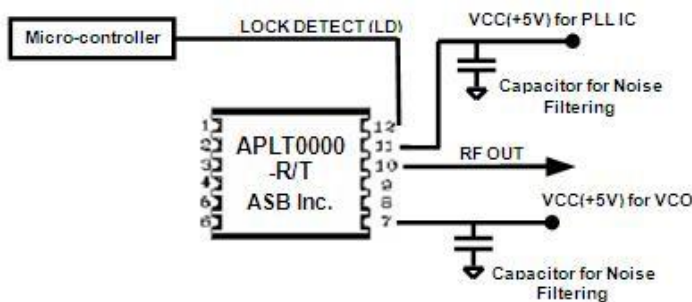 Micro-controller
LOCK DETECT (LD)
VCC(+5V) for PLL IC
Capacitor for Noise
Filtering
1
2
3
4
5
6
APLT0000
-R/T
ASB Inc.
12
11
10
9
8
7
RF OUT
VCC(+5V) for VCO
Capacitor for Noise
Filtering